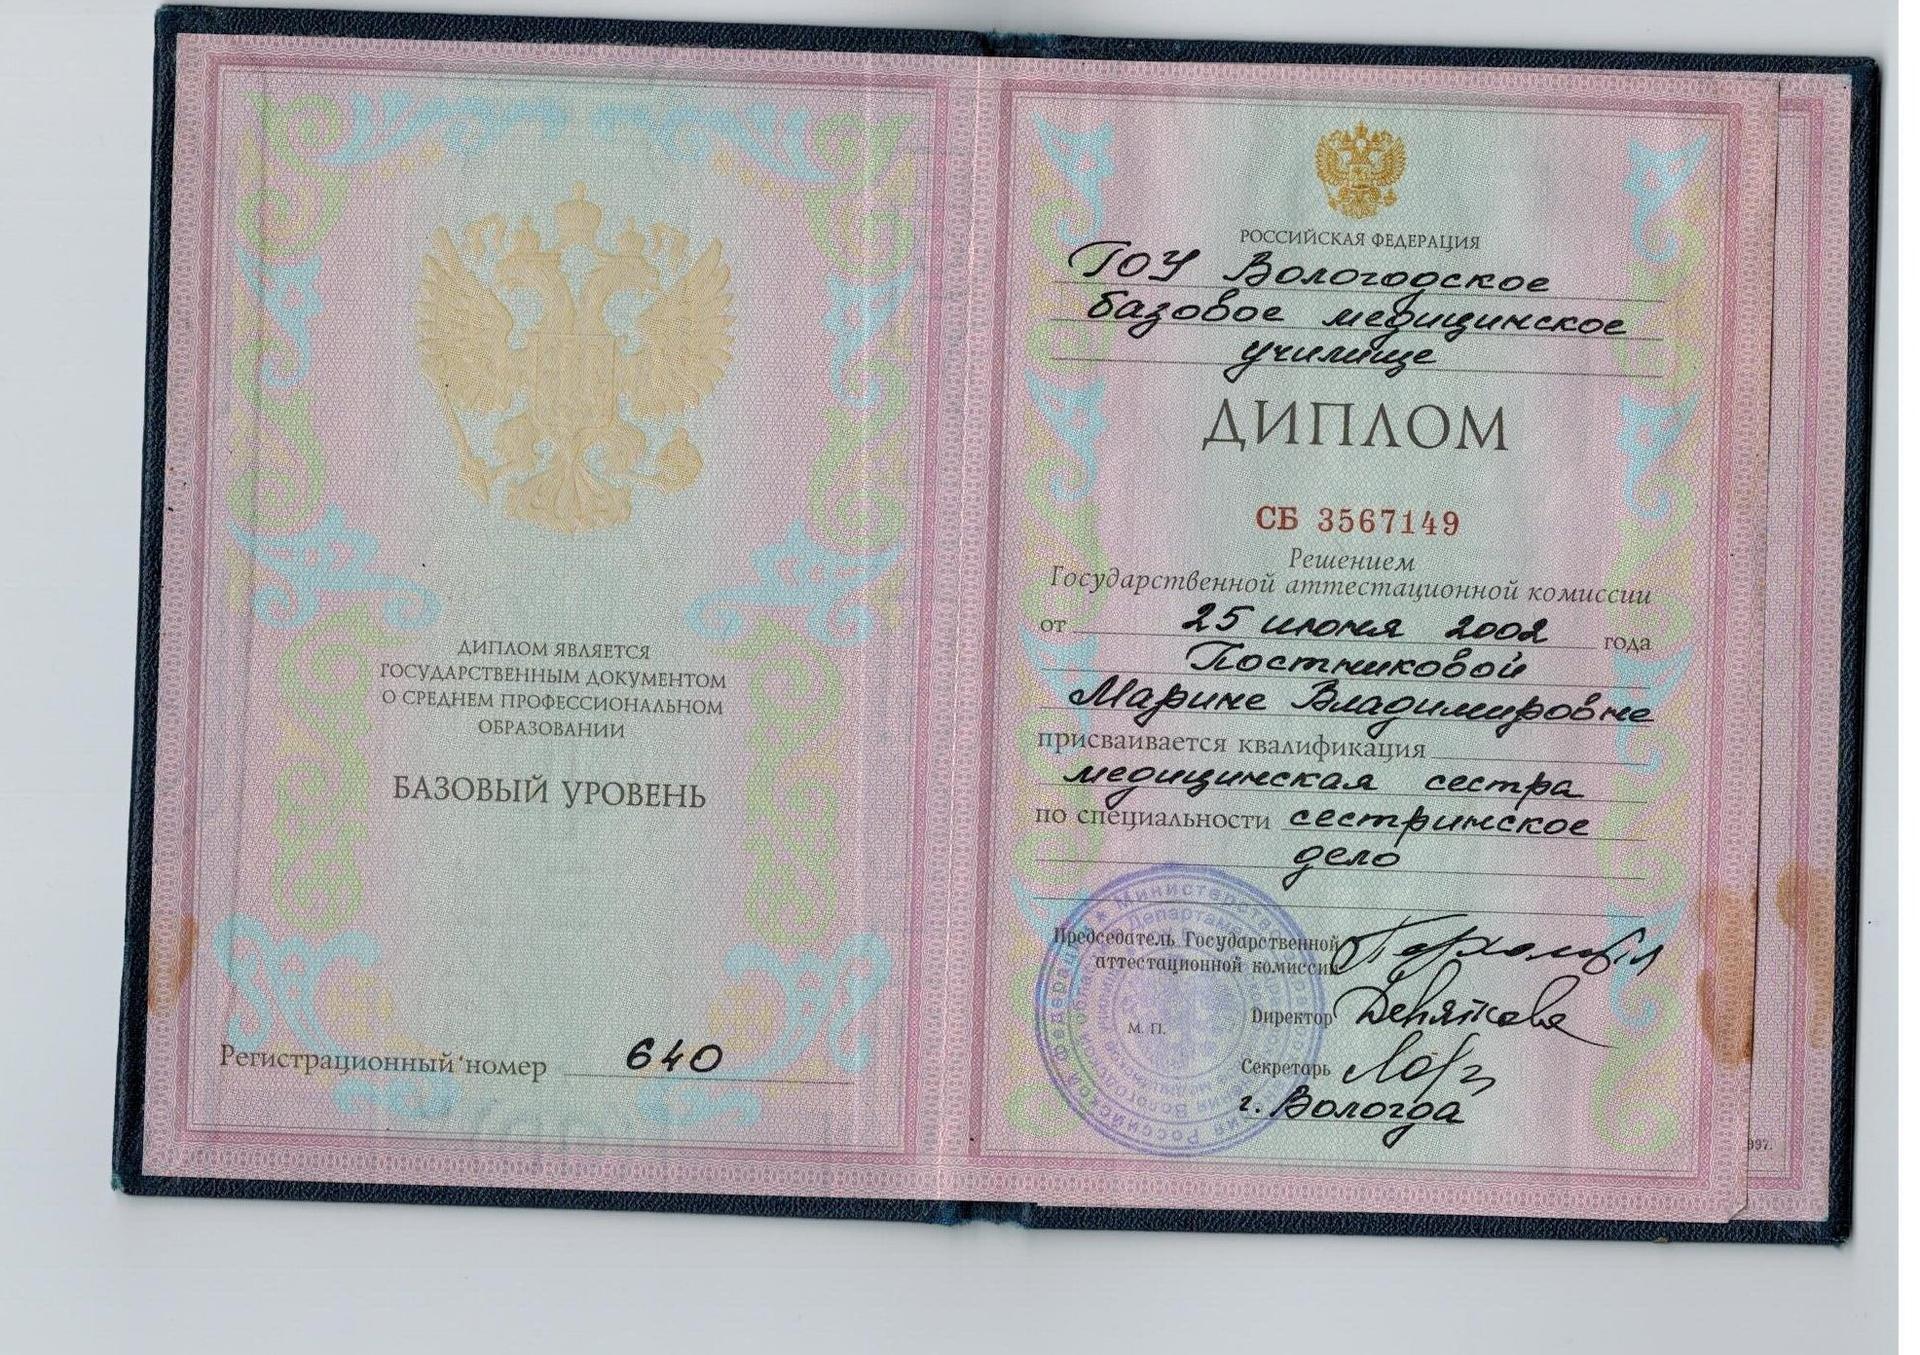 ДИПЛОМ ЯВЛЯЕТСЯ
ГОСУДАРСТВЕННЫМ ДОКУМЕНТОМ
О СРЕДНЕМ ПРОФЕССИОНАЛЬНОМ
ОБРАЗОВАНИИ
БАЗОВЫЙ УРОВЕНЬ
Регистрационный номер 640
РОССИЙСКАЯ ФЕДЕРАЦИЯ
ГОУ Вологодское
базовое медицинское
училище
ДИПЛОМ
СБ 3567149
Решением
Государственной аттестационной комиссии
от 25 июня 2002 года
Постниковой
Марине Владимировне
присваивается квалификация
медицинская сестра
по специальности сестринское
дело
Председатель Государственной
аттестационной комиссии
Директор
М. П.
Секретарь
г. Вологда
997.